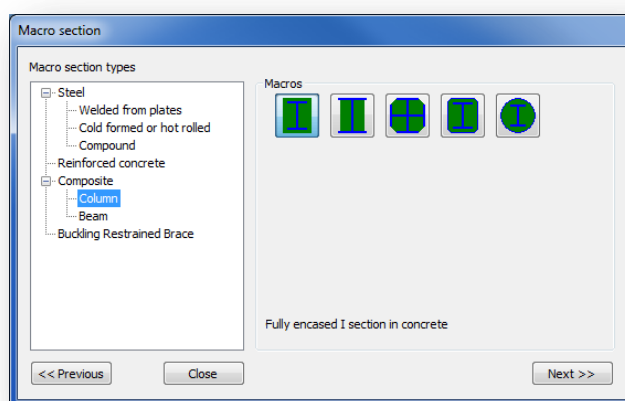 Macro section
Macro section types
Steel
Welded from plates
Cold formed or hot rolled
Compound
Reinforced concrete
Composite
Column
Beam
Buckling Restrained Brace
Macros
Fully encased I section in concrete
<< Previous
Close
Next >>